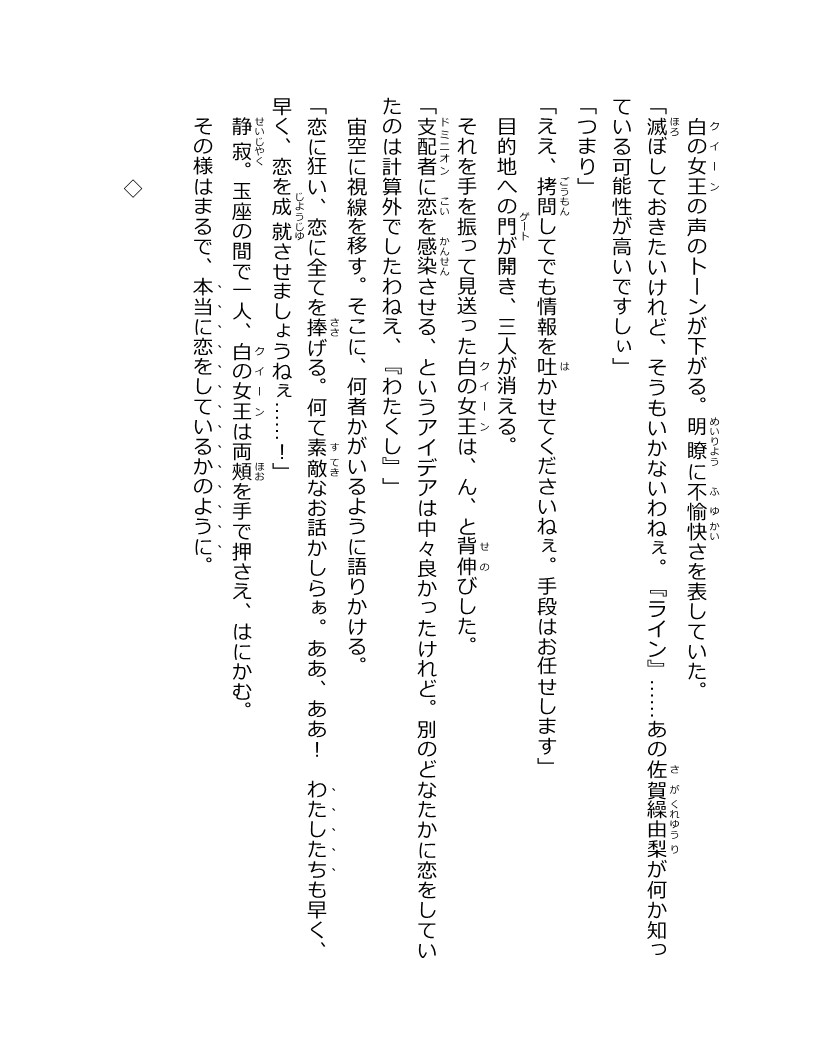 白の女王の声のトーンが下がる。明瞭に不愉快さを表していた。
「滅ぼしておきたいけれど、そうもいかないわねぇ。『ライン』……あの佐賀繰由梨が何か知っ
ている可能性が高いですしぃ」
「つまり」
「ええ、拷問してでも情報を吐かせてくださいねぇ。手段はお任せします」
目的地への門が開き、三人が消える。
それを手を振って見送った白の女王は、ん、と背伸びした。
「支配者に恋を感染させる、というアイデアは中々良かったけれど。別のどなたかに恋をしてい
たのは計算外でしたわねえ、『わたくし』」
宙空に視線を移す。そこに、何者かがいるように語りかける。
「恋に狂い、恋に全てを捧げる。何て素敵なお話かしらぁ。ああ、ああ！　わたしたちも早く、
早く、恋を成就させましょうねぇ……！」
静寂。玉座の間で一人、白の女王は両頰を手で押さえ、はにかむ。
その様はまるで、本当に恋をしているかのように。
◇